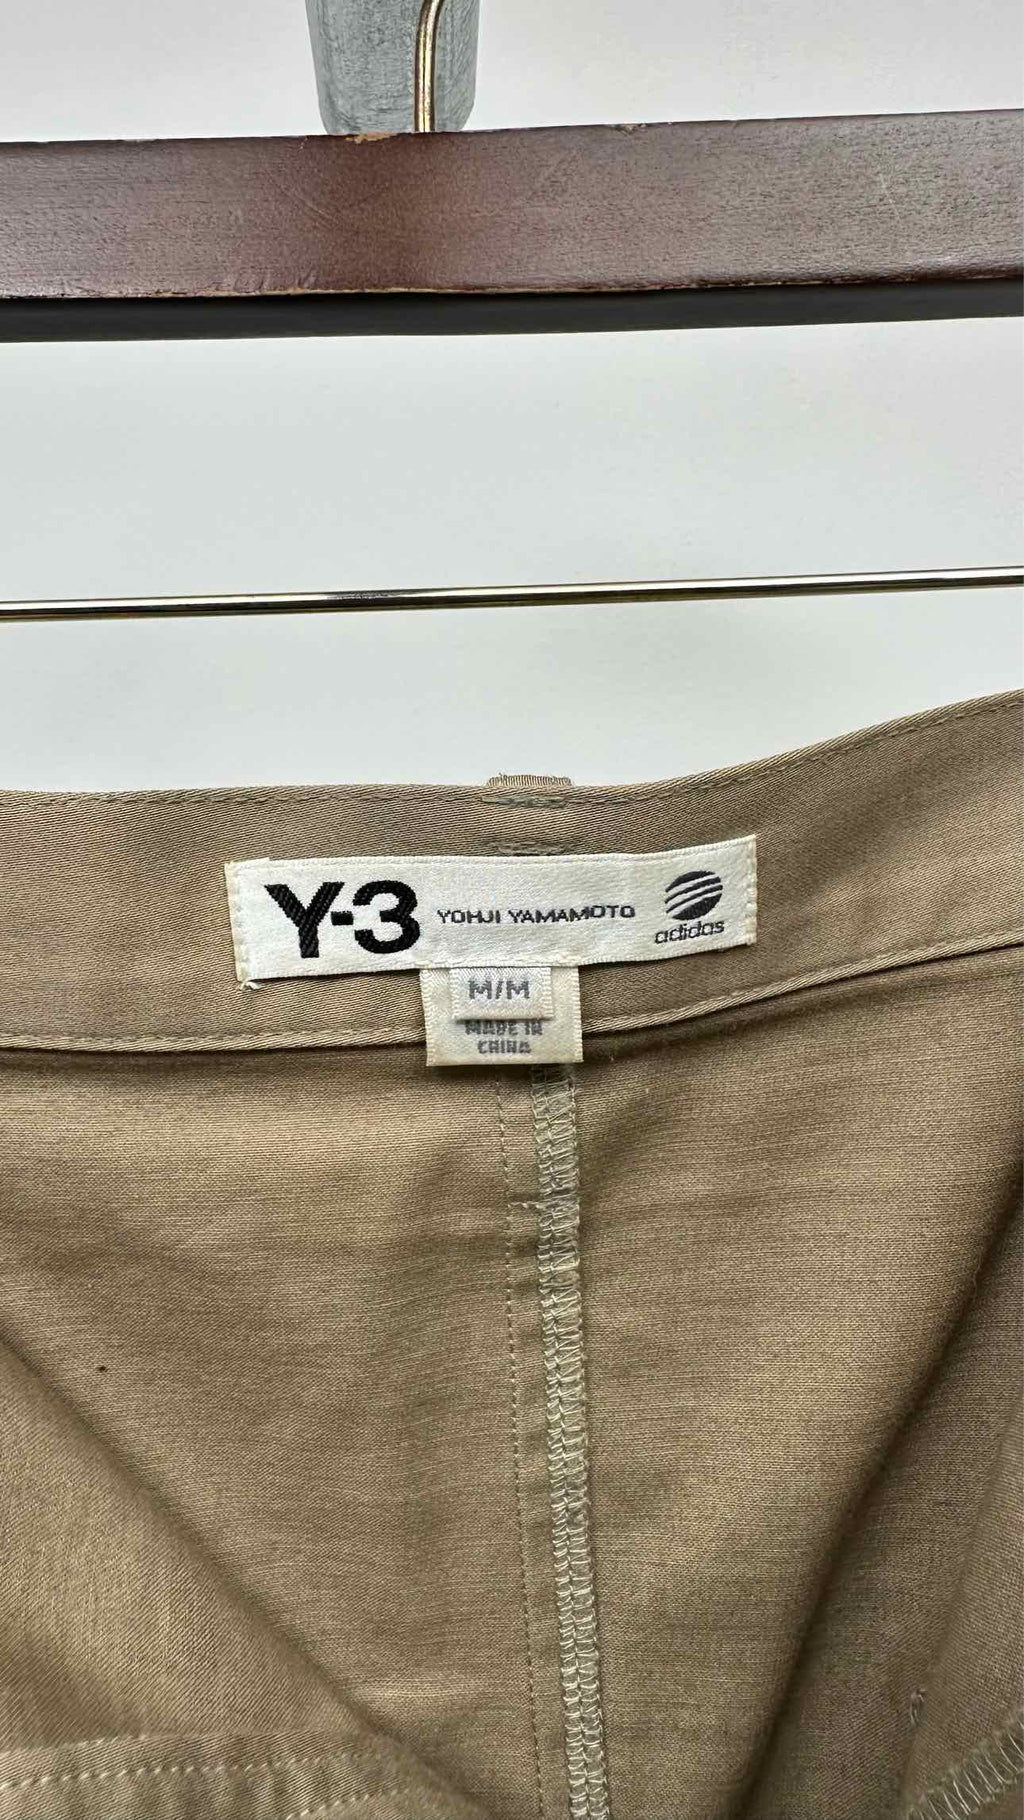 Y-3 YOHJI YAMAMOTO adidas
M/M
MADE IN
CHINA